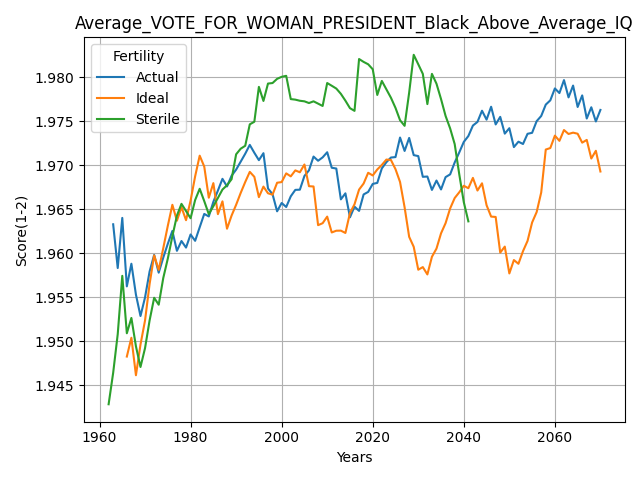 Average_VOTE_FOR_WOMAN_PRESIDENT_Black_Above_Average_IQ
Fertility
Actual
Ideal
Sterile
1.980
1.975
1.970
1.965
1.960
1.955
1.950
1.945
Score(1-2)
1960
1980
2000
2020
2040
2060
Years